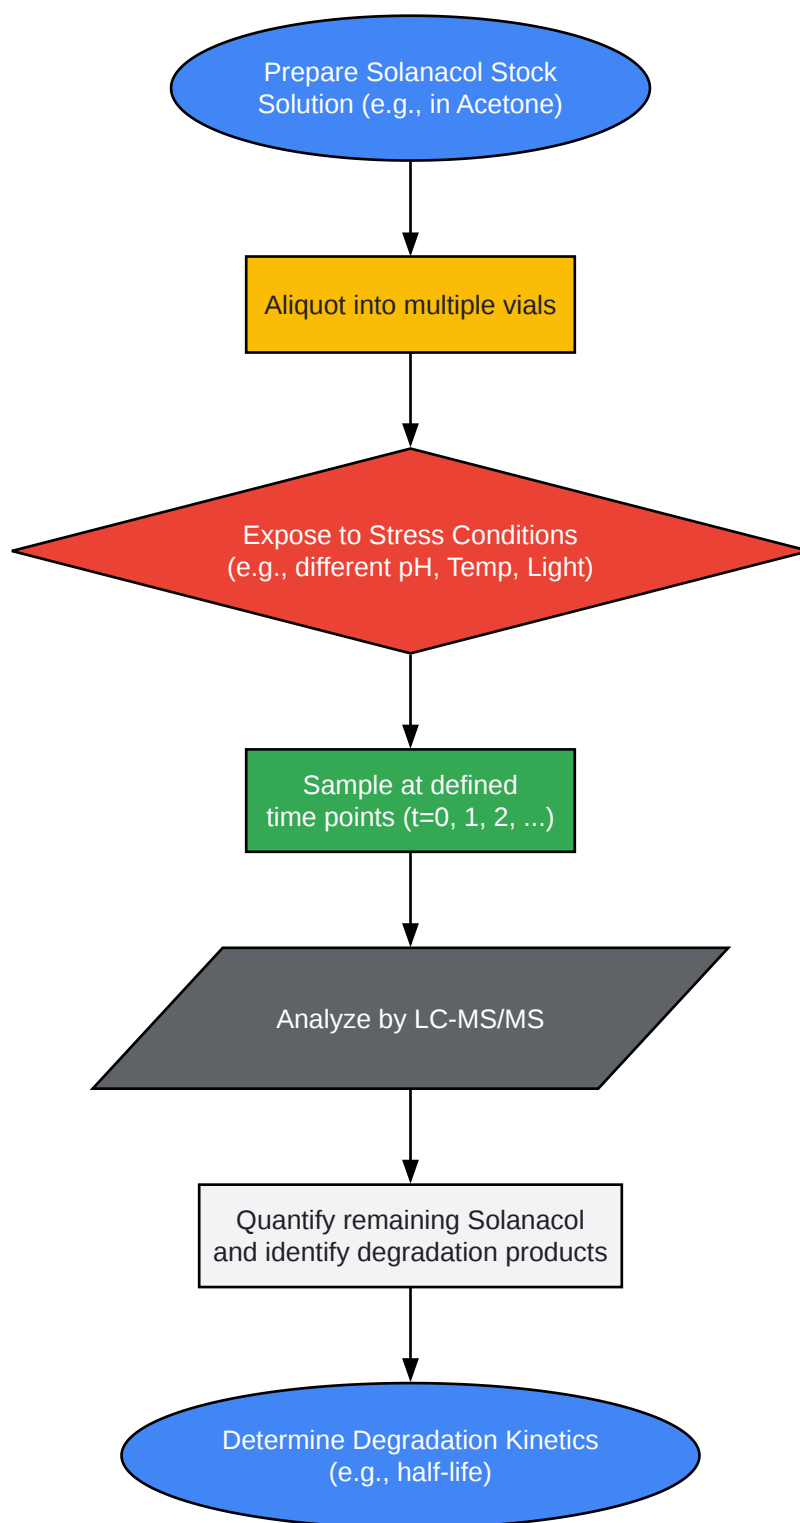 Prepare Solanacol Stock
Solution (e.g., in Acetone)
Aliquot into multiple vials
Expose to Stress Conditions
(e.g., different pH, Temp, Light)
Sample at defined
time points (t=0, 1, 2, ...)
Analyze by LC-MS/MS
Quantify remaining Solanacol
and identify degradation products
Determine Degradation Kinetics
(e.g., half-life)